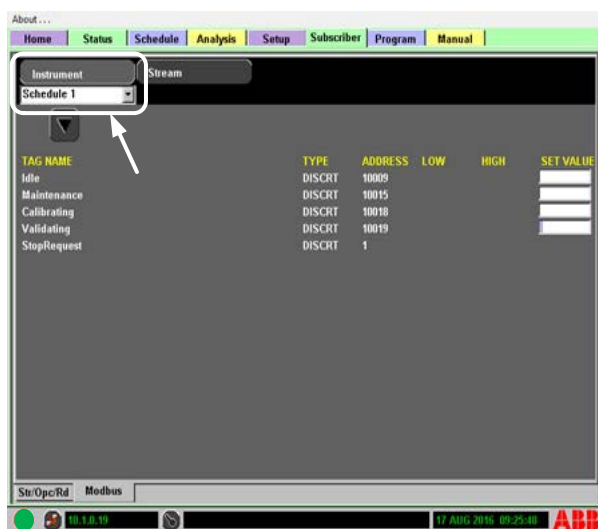 About ...
Home Status Schedule Analysis Setup Subscriber Program Manual
Instrument Stream
Schedule 1
TAG NAME TYPE ADDRESS LOW HIGH SET VALUE
Idle DISCRT 10009
Maintenance DISCRT 10015
Calibrating DISCRT 10018
Validating DISCRT 10019
StopRequest DISCRT 1
Str/Opc/Rd Modbus
10.1.0.19 17 AUG 2016 09:25:40 ABB